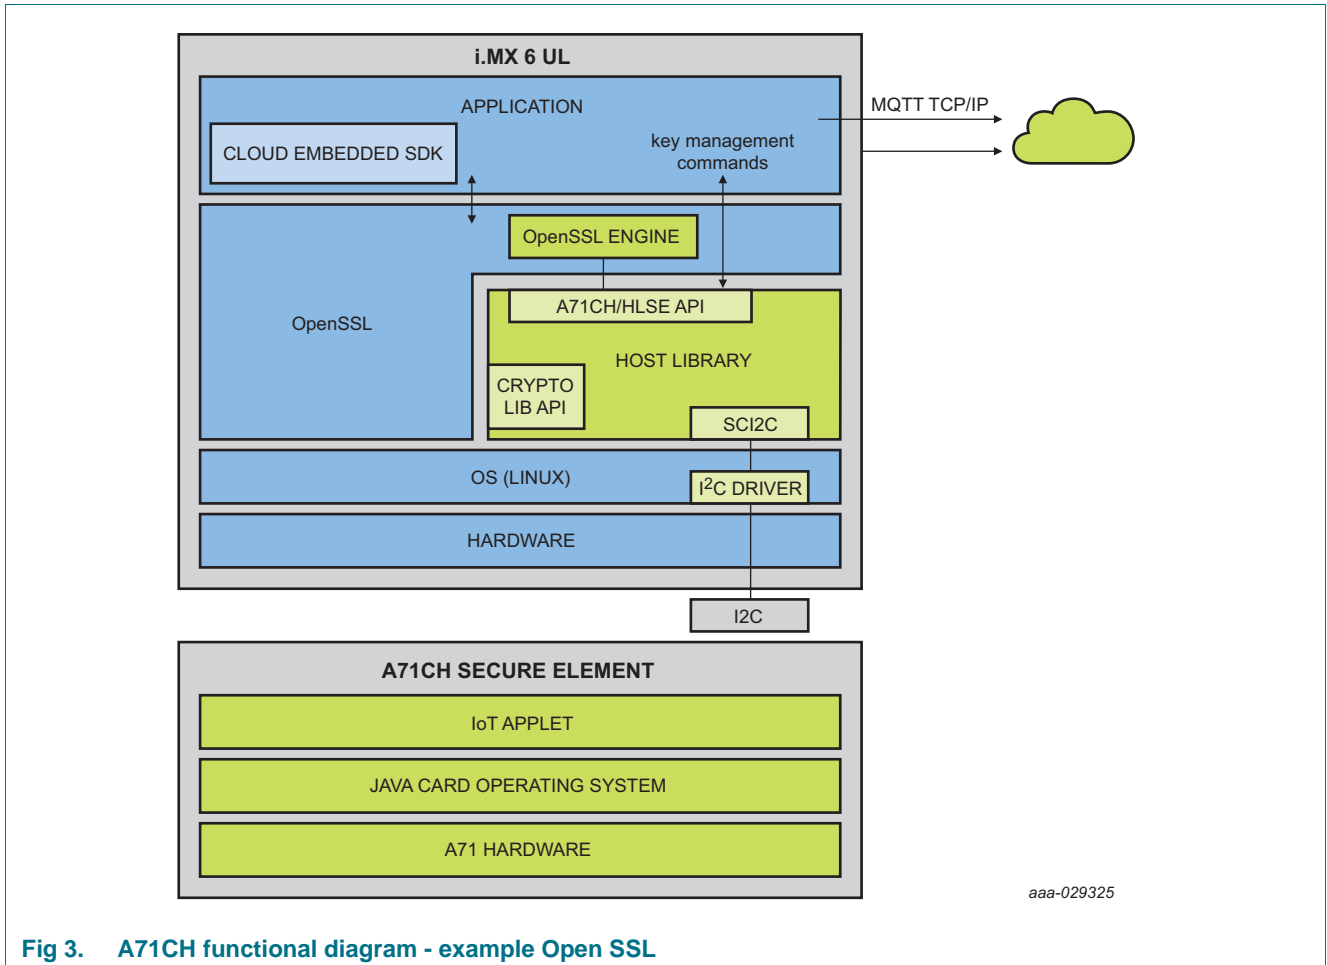 i.MX 6 UL
APPLICATION
MQTT TCP/IP
CLOUD EMBEDDED SDK
key management
commands
OpenSSL ENGINE
A71CH/HLSE API
OpenSSL
HOST LIBRARY
CRYPTO
LIB API
SCI2C
OS (LINUX)
I²C DRIVER
HARDWARE
I2C
A71CH SECURE ELEMENT
IoT APPLET
JAVA CARD OPERATING SYSTEM
A71 HARDWARE
aaa-029325
Fig 3. A71CH functional diagram - example Open SSL